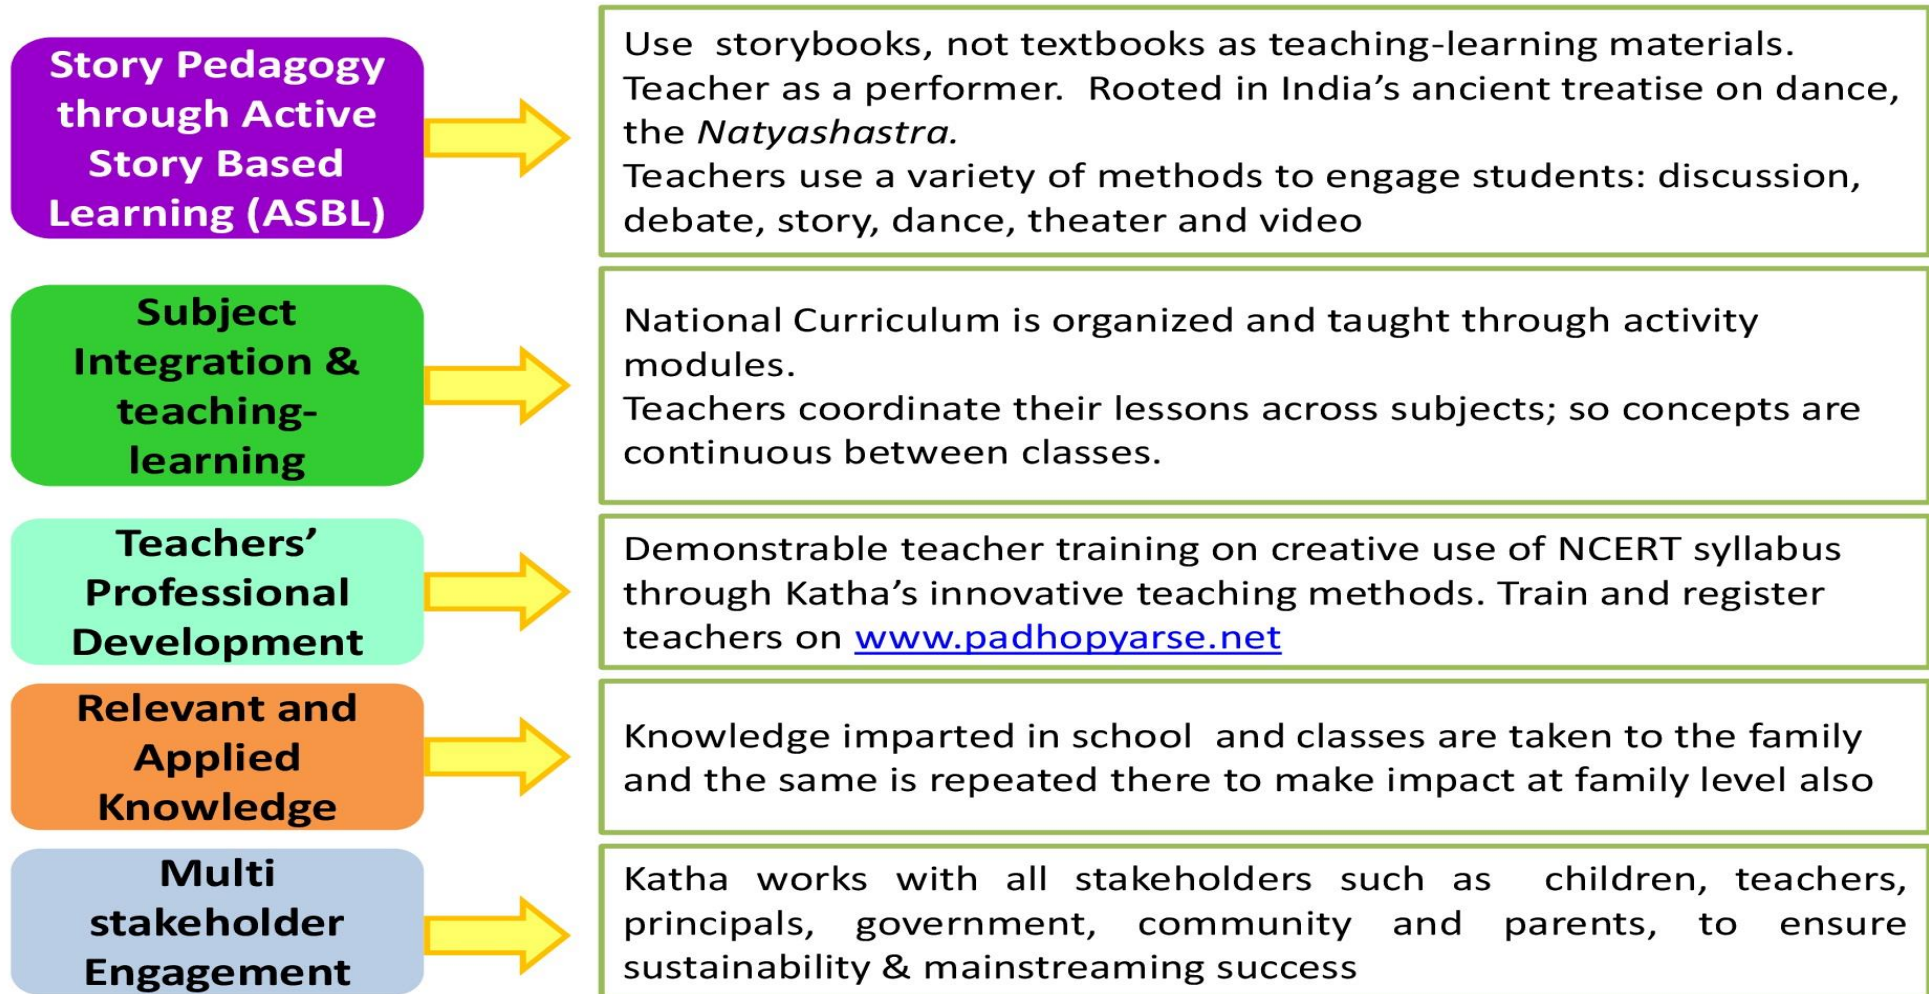 Story Pedagogy
through Active
Story Based
Learning (ASBL)
Use storybooks, not textbooks as teaching-learning materials.
Teacher as a performer. Rooted in India’s ancient treatise on dance,
the Natyashastra.
Teachers use a variety of methods to engage students: discussion,
debate, story, dance, theater and video
Subject
Integration &
teaching-
learning
National Curriculum is organized and taught through activity
modules.
Teachers coordinate their lessons across subjects; so concepts are
continuous between classes.
Teachers’
Professional
Development
Demonstrable teacher training on creative use of NCERT syllabus
through Katha’s innovative teaching methods. Train and register
teachers on www.padhopyarse.net
Relevant and
Applied
Knowledge
Knowledge imparted in school and classes are taken to the family
and the same is repeated there to make impact at family level also
Multi
stakeholder
Engagement
Katha works with all stakeholders such as children, teachers,
principals, government, community and parents, to ensure
sustainability & mainstreaming success